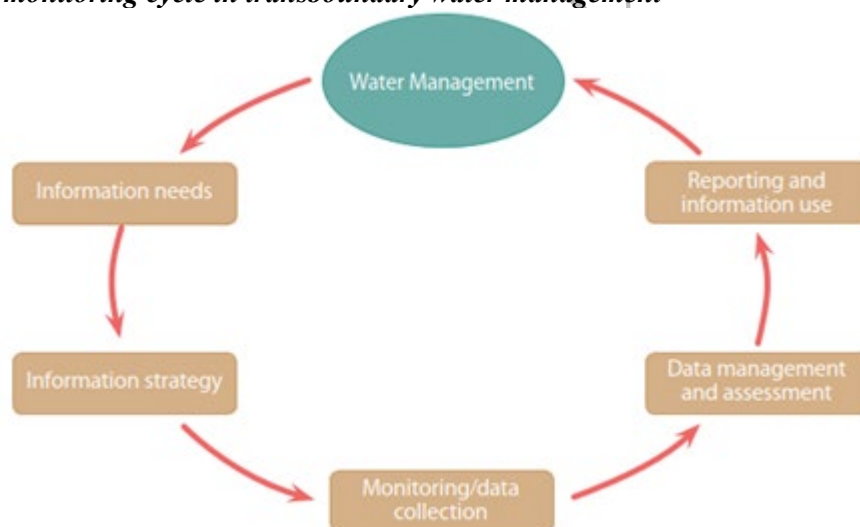 monitoring cycle in transboundary water management
Water Management
Information needs
Reporting and
information use
Information strategy
Data management
and assessment
Monitoring/data
collection